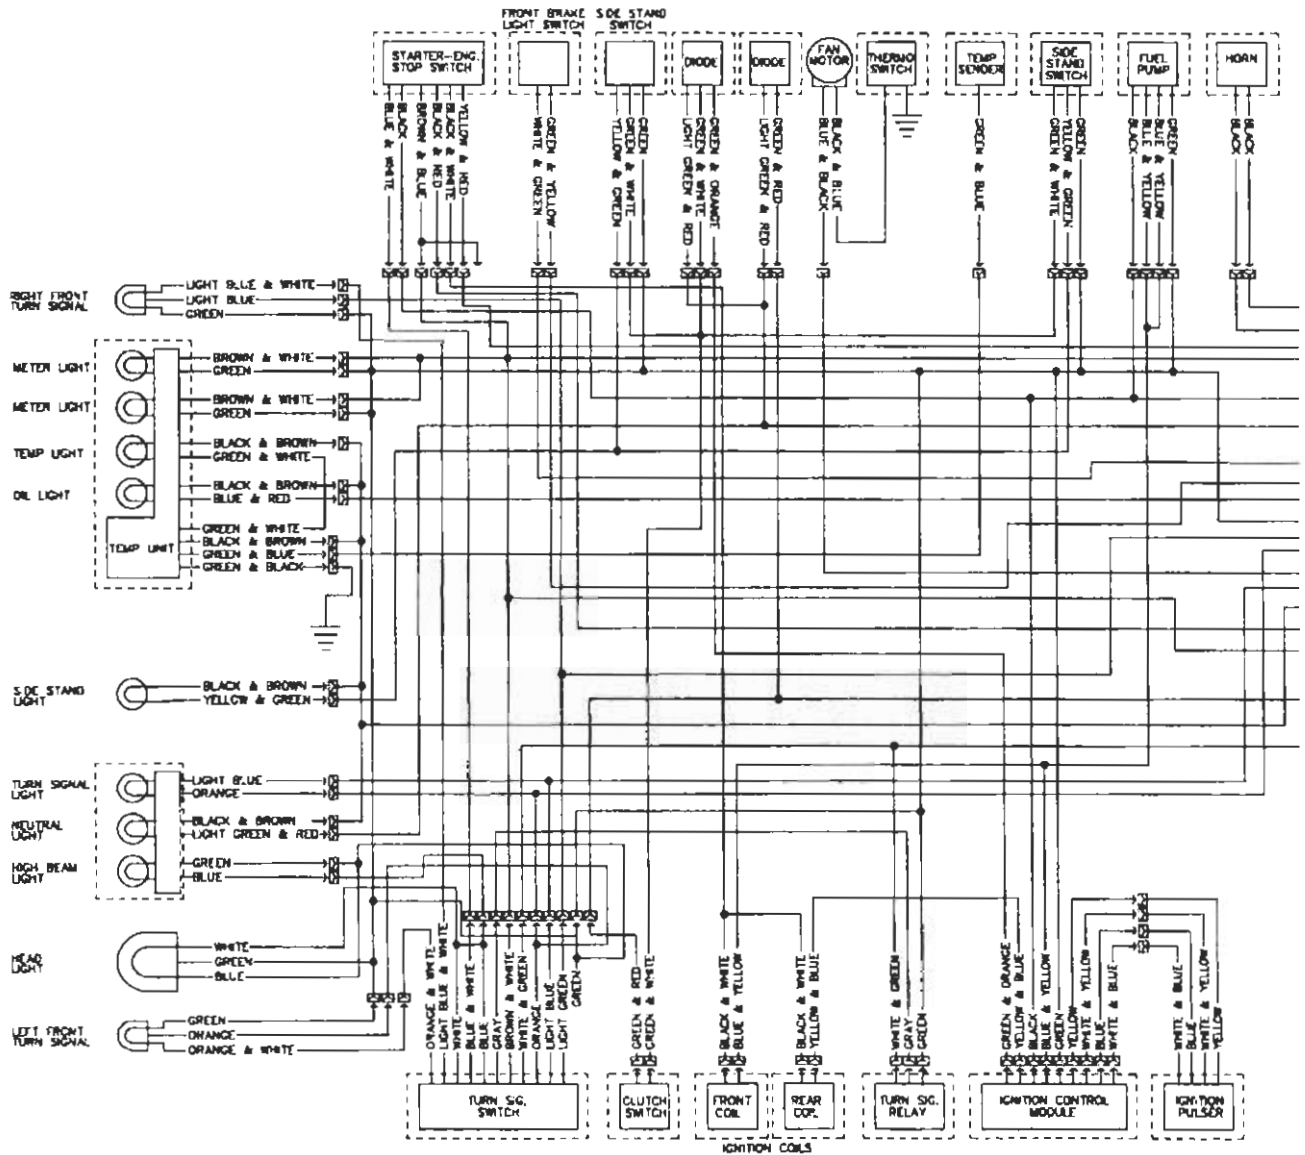 FRONT BRAKE
LIGHT SWITCH
SIDE STAND
SWITCH
STARTER-ENG.
STOP SWITCH
DIODE
DIODE
FAN
MOTOR
THERMO
SWITCH
TEMP
SENDER
SIDE
STAND
SWITCH
FUEL
PUMP
HORN
BLUE & WHITE
BLACK
BROWN & BLUE
BLACK & RED
BLACK & WHITE
YELLOW & RED
WHITE & GREEN
GREEN & YELLOW
YELLOW & GREEN
GREEN & WHITE
GREEN
LIGHT GREEN & RED
GREEN & WHITE
GREEN & ORANGE
LIGHT GREEN & RED
GREEN & RED
BLUE & BLACK
BLACK & BLUE
GREEN & BLUE
GREEN & WHITE
YELLOW & GREEN
GREEN
BLACK
BLUE & YELLOW
BLUE & YELLOW
GREEN
BLACK
BLACK
RIGHT FRONT
TURN SIGNAL
LIGHT BLUE & WHITE
LIGHT BLUE
GREEN
METER LIGHT
BROWN & WHITE
GREEN
METER LIGHT
BROWN & WHITE
GREEN
TEMP LIGHT
BLACK & BROWN
GREEN & WHITE
OIL LIGHT
BLACK & BROWN
BLUE & RED
TEMP UNIT
GREEN & WHITE
BLACK & BROWN
GREEN & BLUE
GREEN & BLACK
SIDE STAND
LIGHT
BLACK & BROWN
YELLOW & GREEN
TURN SIGNAL
LIGHT
LIGHT BLUE
ORANGE
NEUTRAL
LIGHT
BLACK & BROWN
LIGHT GREEN & RED
HIGH BEAM
LIGHT
GREEN
BLUE
HEAD
LIGHT
WHITE
GREEN
BLUE
LEFT FRONT
TURN SIGNAL
GREEN
ORANGE
ORANGE & WHITE
ORANGE & WHITE
LIGHT BLUE & WHITE
WHITE
BLUE & WHITE
BLUE
GRAY
BROWN & WHITE
WHITE & GREEN
ORANGE
LIGHT BLUE
LIGHT GREEN
GREEN
GREEN & RED
GREEN & WHITE
BLACK & WHITE
BLUE & YELLOW
BLACK & WHITE
YELLOW & BLUE
WHITE & GREEN
GRAY
GREEN
GREEN & ORANGE
YELLOW & BLUE
BLACK
BLUE & YELLOW
GREEN
YELLOW
WHITE & YELLOW
BLUE
WHITE & BLUE
WHITE & BLUE
BLUE
WHITE & YELLOW
YELLOW
TURN SIG.
SWITCH
CLUTCH
SWITCH
FRONT
COIL
REAR
COIL
TURN SIG.
RELAY
IGNITION CONTROL
MODULE
IGNITION
PULSER
IGNITION COILS